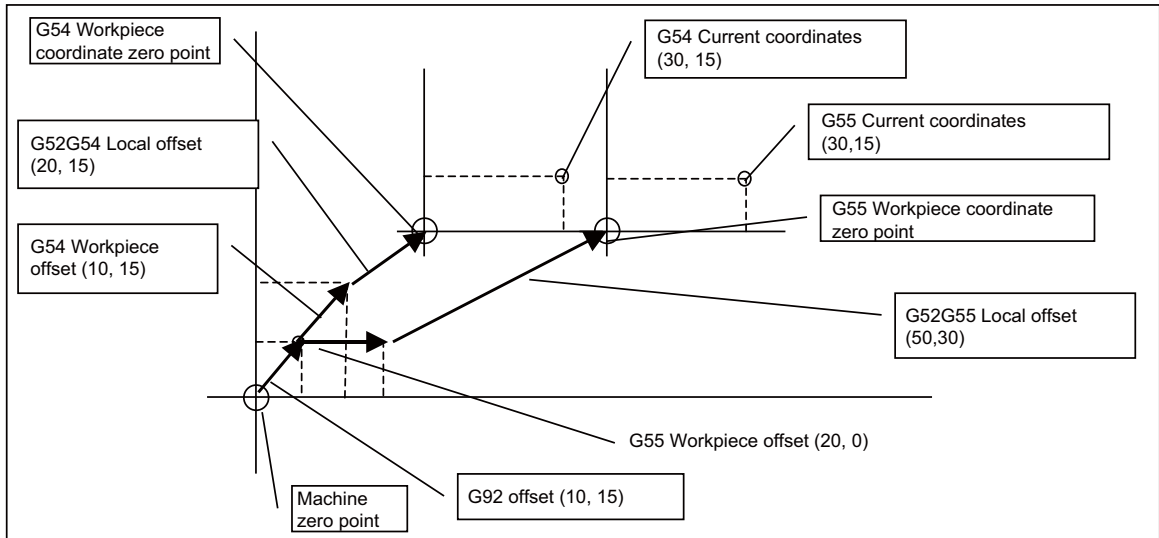 G54 Workpiece
coordinate zero point
G54 Current coordinates
(30, 15)
G52G54 Local offset
(20, 15)
G55 Current coordinates
(30,15)
G54 Workpiece
offset (10, 15)
G55 Workpiece coordinate
zero point
G52G55 Local offset
(50,30)
G55 Workpiece offset (20, 0)
Machine
zero point
G92 offset (10, 15)